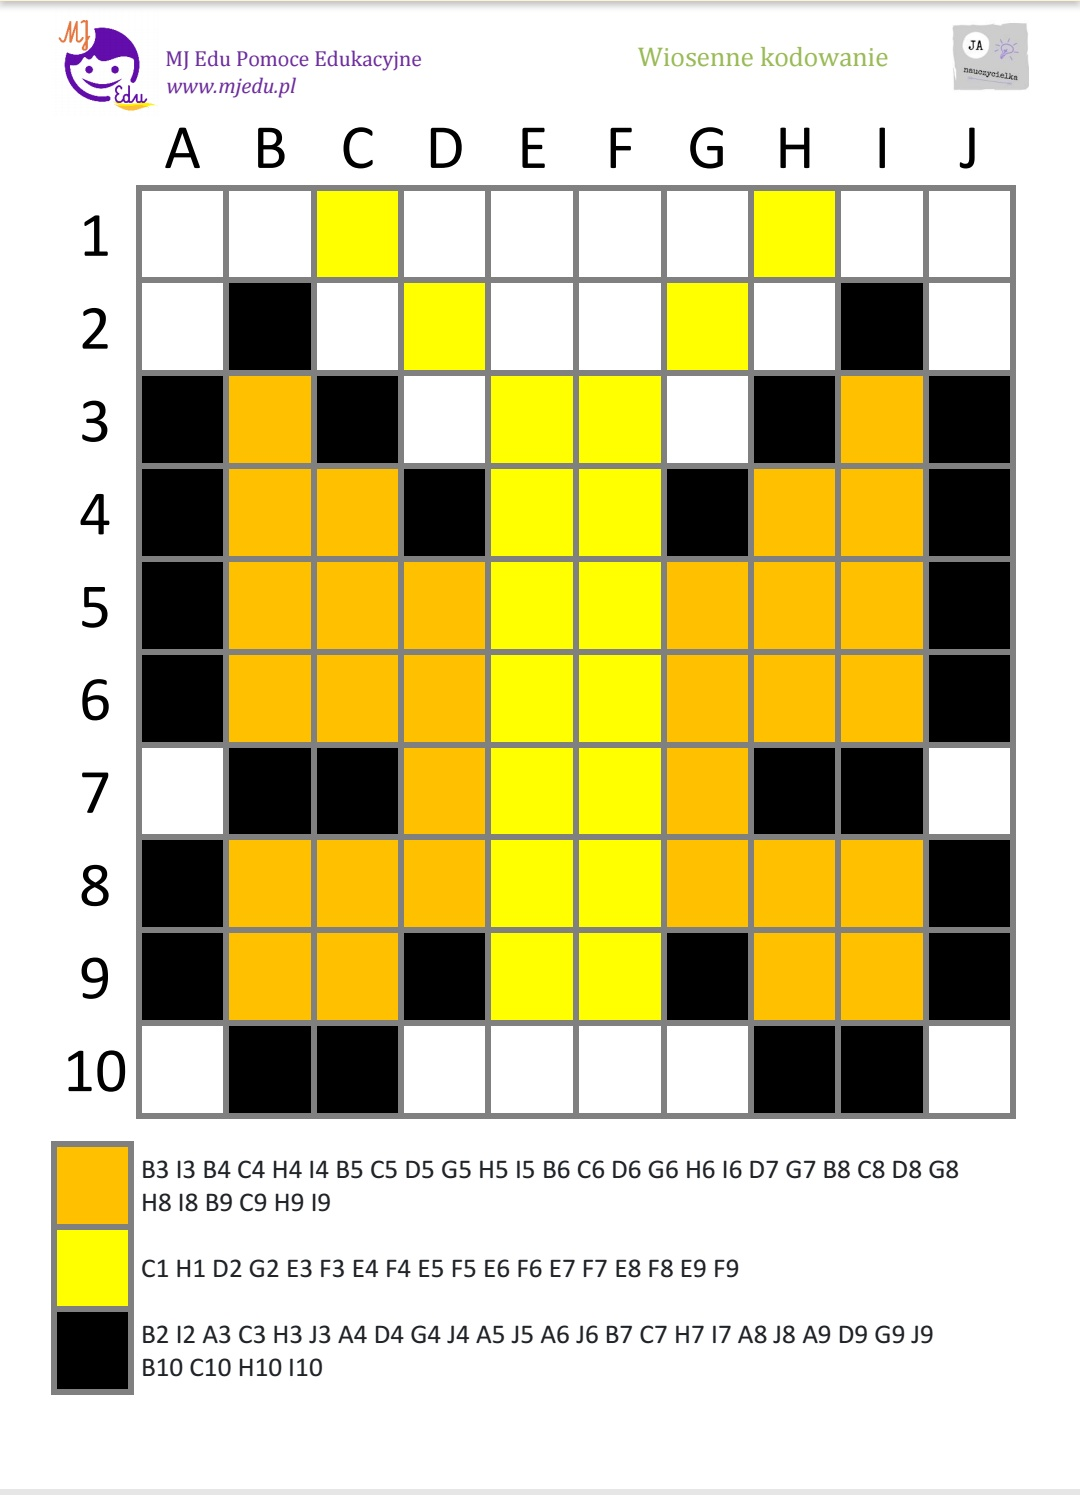 MJ
Edu
MJ Edu Pomoce Edukacyjne
www.mjedu.pl
Wiosenne kodowanie
JA
nauczycielka
A B C D E F G H I J
1
2
3
4
5
6
7
8
9
10
B3 I3 B4 C4 H4 I4 B5 C5 D5 G5 H5 I5 B6 C6 D6 G6 H6 I6 D7 G7 B8 C8 D8 G8
H8 I8 B9 C9 H9 I9
C1 H1 D2 G2 E3 F3 E4 F4 E5 F5 E6 F6 E7 F7 E8 F8 E9 F9
B2 I2 A3 C3 H3 J3 A4 D4 G4 J4 A5 J5 A6 J6 B7 C7 H7 I7 A8 J8 A9 D9 G9 J9
B10 C10 H10 I10